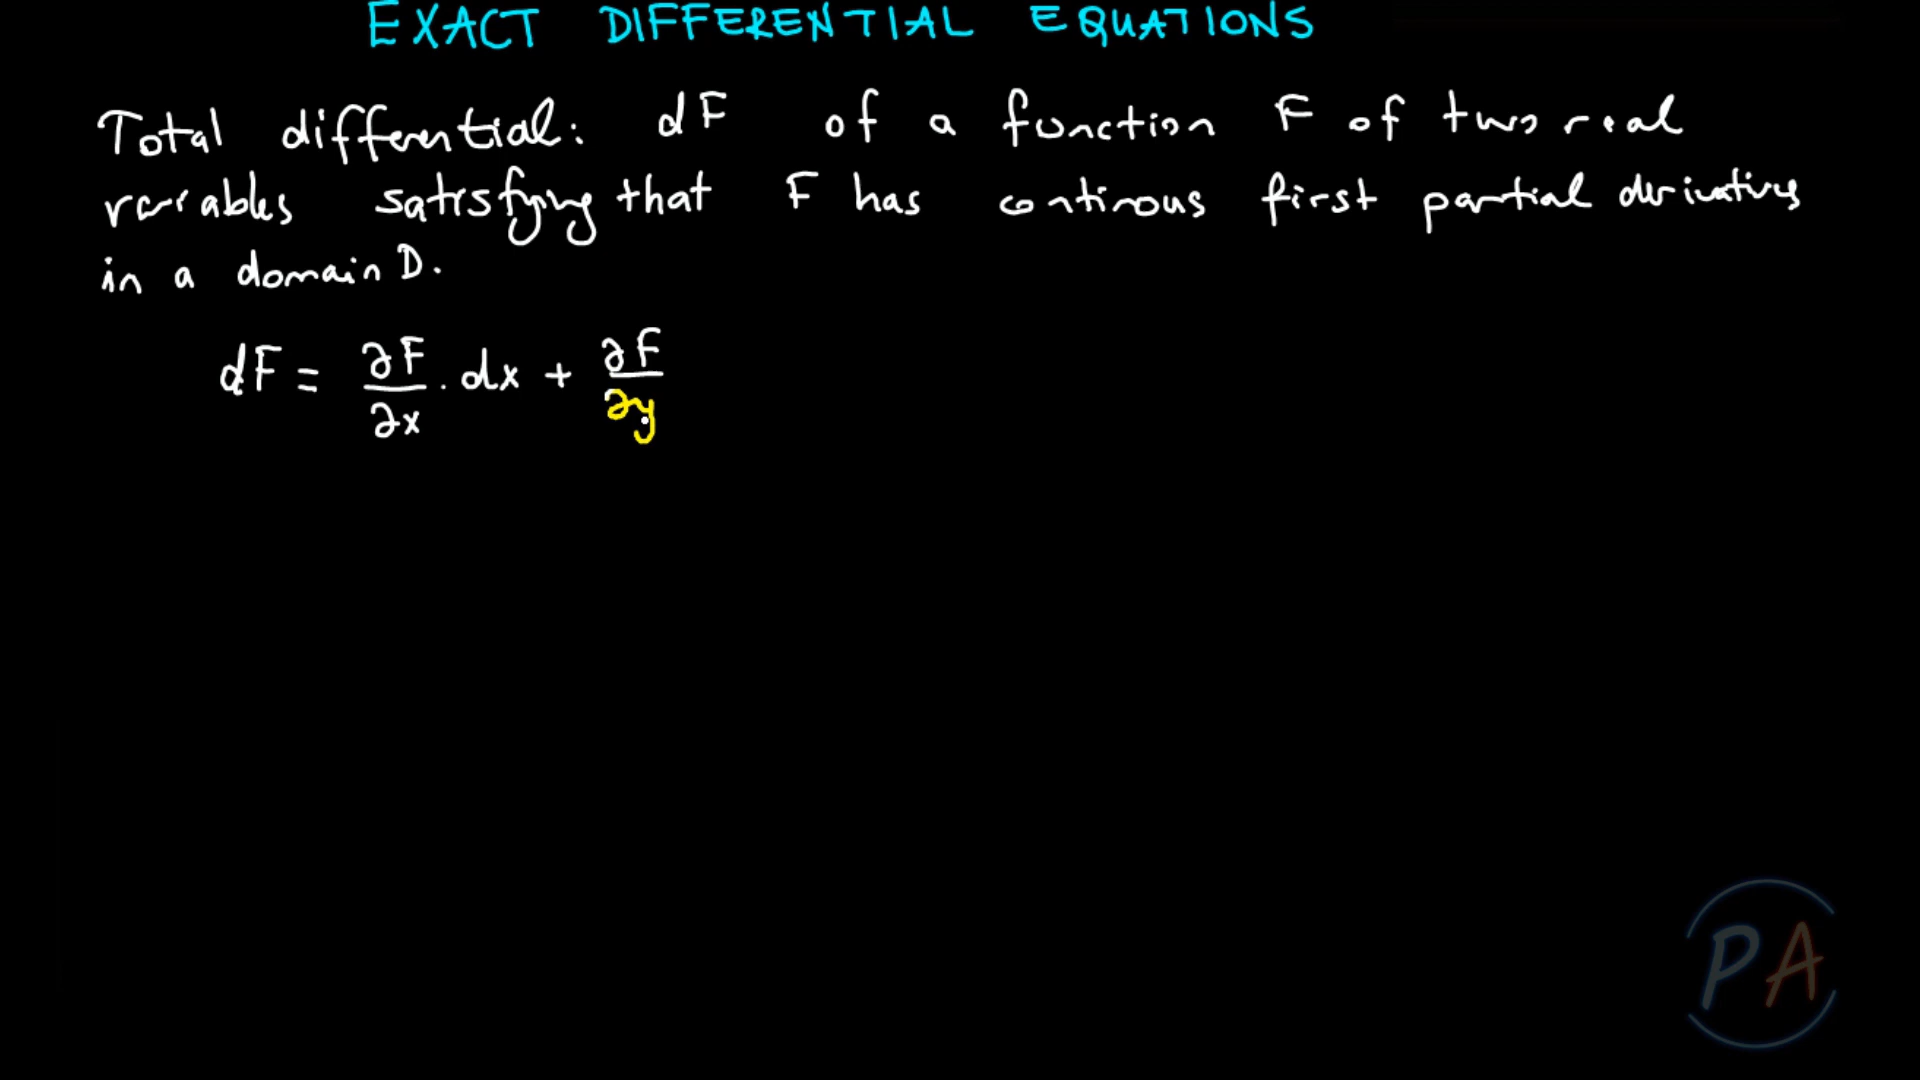 EXACT DIFFERENTIAL EQUATIONS
Total differential: dF of a function F of two real
variables satisfying that F has continous first partial derivatives
in a domain D.
dF = ∂F/∂x . dx + ∂F/∂y
PA